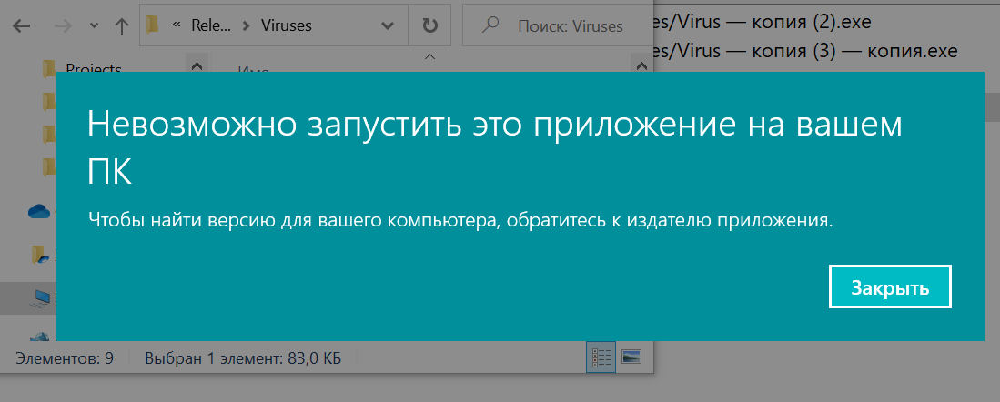 « Rele... > Viruses
Поиск: Viruses
es/Virus — копия (2).exe
es/Virus — копия (3) — копия.exe
Projects
Имя
Невозможно запустить это приложение на вашем
ПК
Чтобы найти версию для вашего компьютера, обратитесь к издателю приложения.
Закрыть
Элементов: 9
Выбран 1 элемент: 83,0 КБ